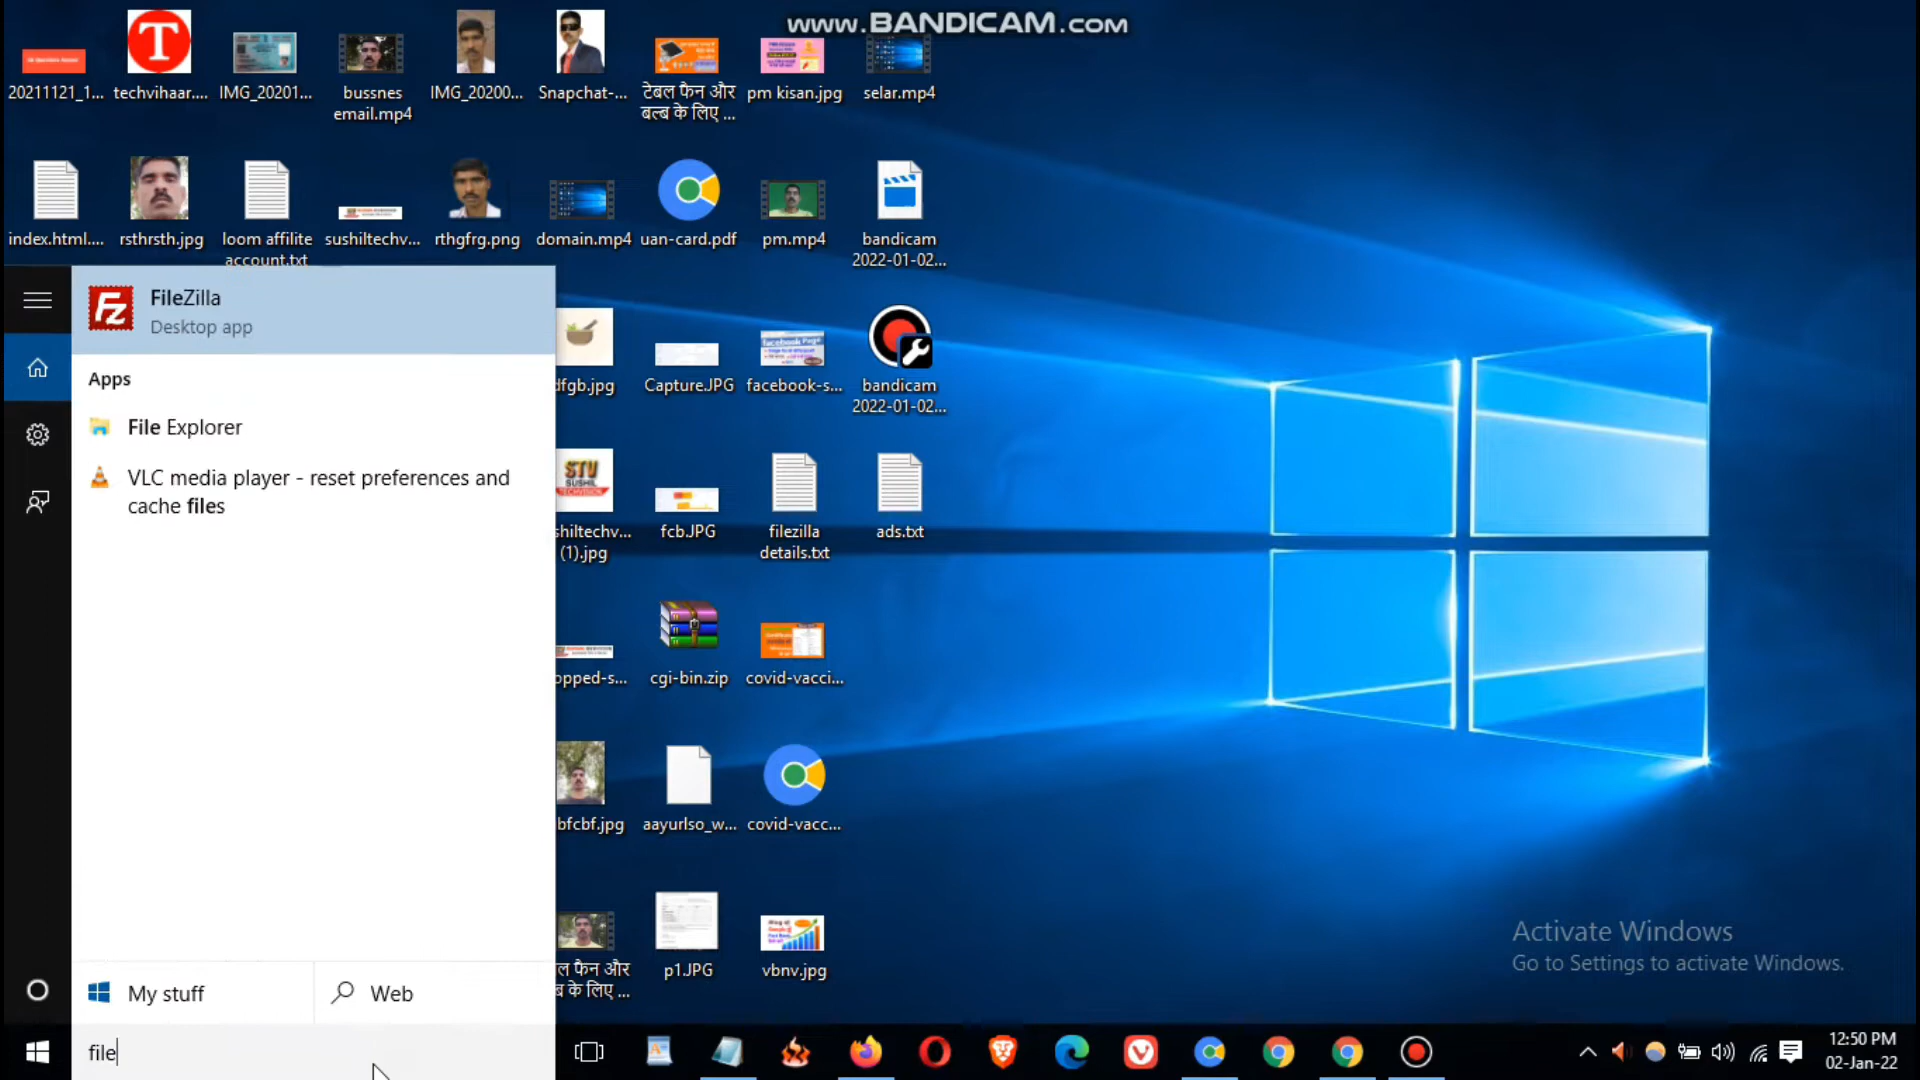 www.BANDICAM.com
20211121_1...
techvihaar....
IMG_20201...
bussnes
email.mp4
IMG_20200...
Snapchat-...
टेबल फैन और
बल्ब के लिए ...
pm kisan.jpg
selar.mp4
index.html....
rsthrsth.jpg
loom affilite
account.txt
sushiltechv...
rthgfrg.png
domain.mp4
uan-card.pdf
pm.mp4
bandicam
2022-01-02...
FileZilla
Desktop app
Apps
File Explorer
VLC media player - reset preferences and
cache files
dfgb.jpg
Capture.JPG
facebook-s...
bandicam
2022-01-02...
STV
SUSHIL
TECHVISION
shiltechv...
(1).jpg
fcb.JPG
filezilla
details.txt
ads.txt
opped-s...
cgi-bin.zip
covid-vacci...
bfcbf.jpg
aayurlso_w...
covid-vacc...
ल फैन और
ब के लिए ...
p1.JPG
vbnv.jpg
Activate Windows
Go to Settings to activate Windows.
My stuff
Web
file
12:50 PM
02-Jan-22